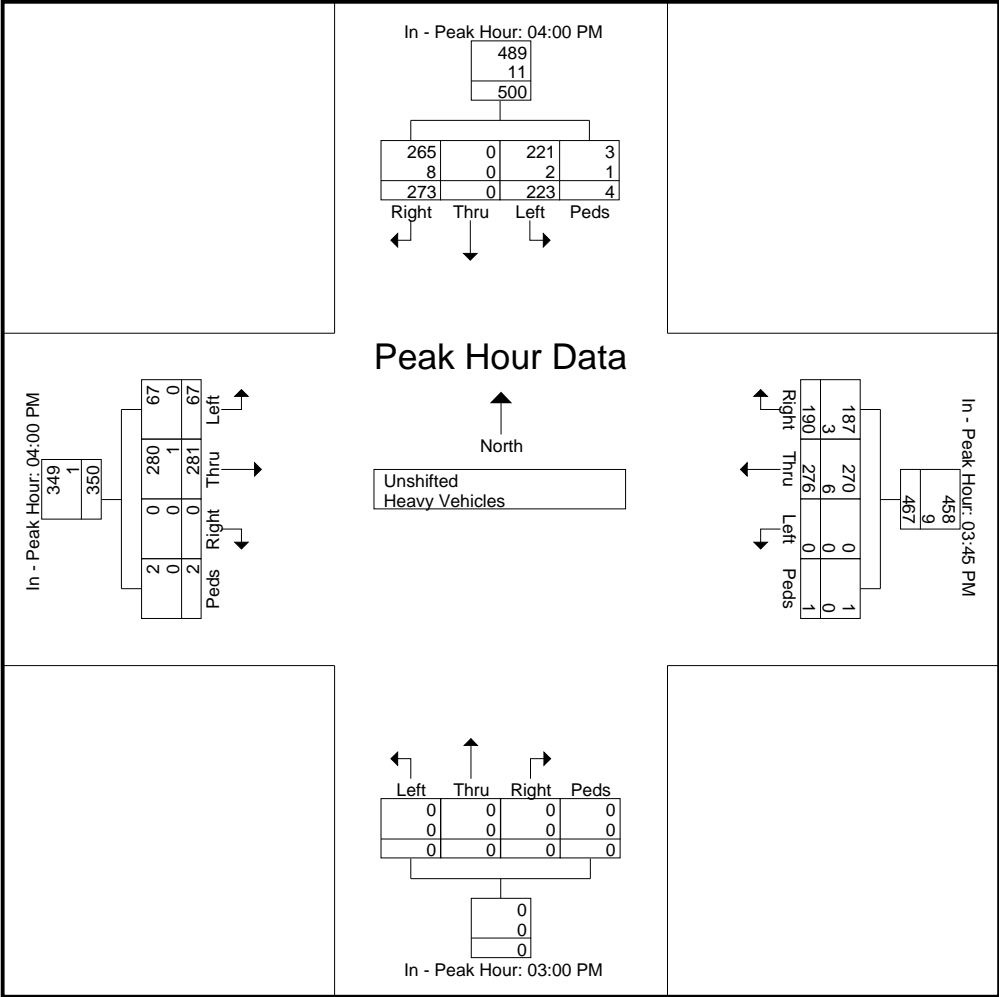 In - Peak Hour: 04:00 PM
489
11
500
265 0 221 3
8 0 2 1
273 0 223 4
Right Thru Left Peds
Peak Hour Data
North
Unshifted
Heavy Vehicles
In - Peak Hour: 04:00 PM
349
1
350
67 0 67 Left
280 1 281 Thru
0 0 0 Right
2 0 2 Peds
Right 190 3 187
Thru 276 6 270
Left 0 0 0
Peds 1 0 1
458
9
467
In - Peak Hour: 03:45 PM
Left Thru Right Peds
0 0 0 0
0 0 0 0
0 0 0 0
0
0
0
In - Peak Hour: 03:00 PM